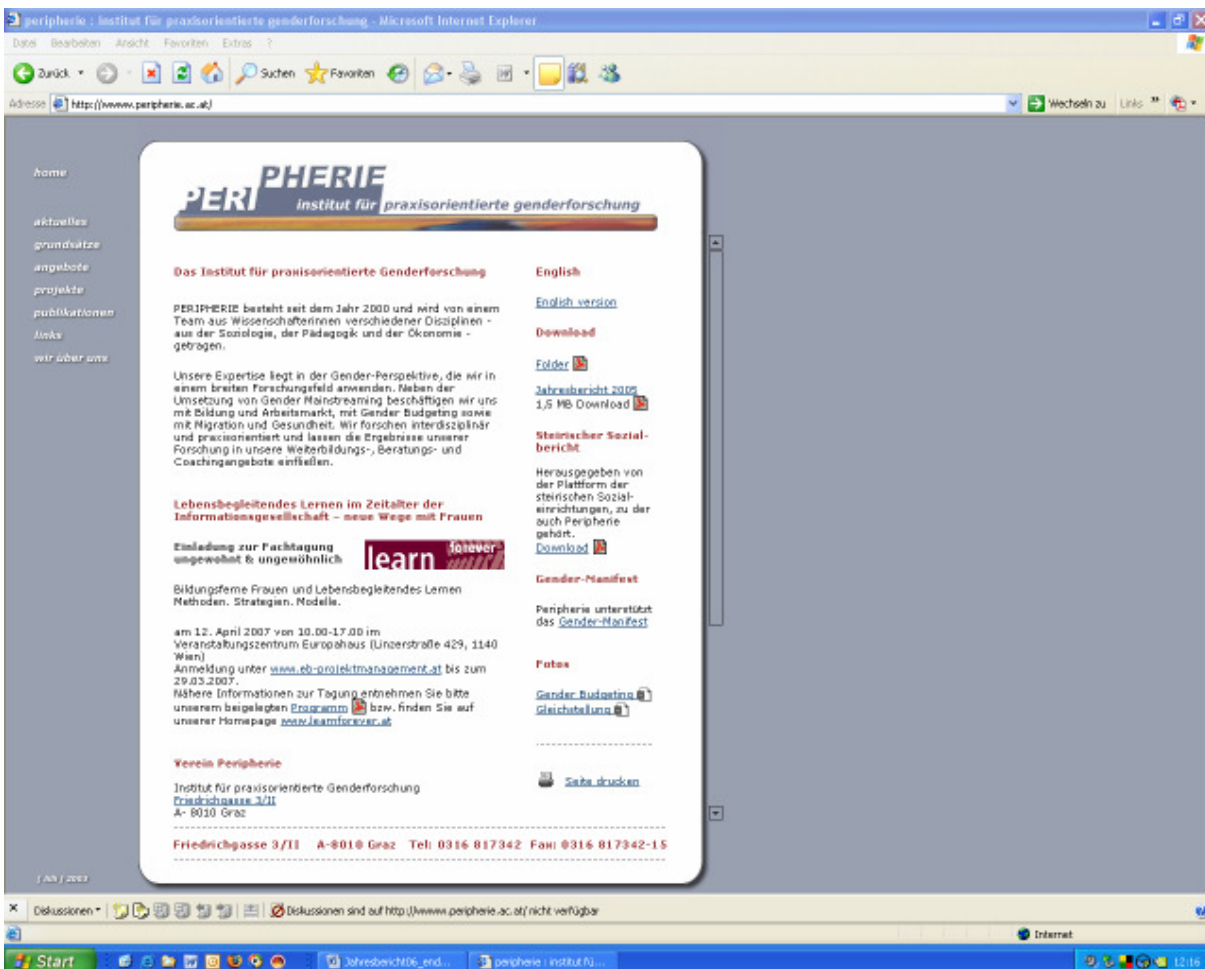 peripherie : institut für praxisorientierte genderforschung - Microsoft Internet Explorer
Datei Bearbeiten Ansicht Favoriten Extras ?
Zurück Suchen Favoriten
Adresse http://www.peripherie.ac.at/ Wechseln zu Links
home
aktuelles
grundsätze
angebote
projekte
publikationen
links
wir über uns
PERIPHERIE
institut für praxisorientierte genderforschung
Das Institut für praxisorientierte Genderforschung
PERIPHERIE besteht seit dem Jahr 2000 und wird von einem
Team aus Wissenschafterinnen verschiedener Disziplinen -
aus der Soziologie, der Pädagogik und der Ökonomie -
getragen.
Unsere Expertise liegt in der Gender-Perspektive, die wir in
einem breiten Forschungsfeld anwenden. Neben der
Umsetzung von Gender Mainstreaming beschäftigen wir uns
mit Bildung und Arbeitsmarkt, mit Gender Budgeting sowie
mit Migration und Gesundheit. Wir forschen interdisziplinär
und praxisorientiert und lassen die Ergebnisse unserer
Forschung in unsere Weiterbildungs-, Beratungs- und
Coachingangebote einfließen.
Lebensbegleitendes Lernen im Zeitalter der
Informationsgesellschaft – neue Wege mit Frauen
Einladung zur Fachtagung
ungewohnt & ungewöhnlich
learn forever
Bildungsferne Frauen und Lebensbegleitendes Lernen
Methoden. Strategien. Modelle.
am 12. April 2007 von 10.00-17.00 im
Veranstaltungszentrum Europahaus (Linzerstraße 429, 1140
Wien)
Anmeldung unter www.eb-projektmanagement.at bis zum
29.03.2007.
Nähere Informationen zur Tagung entnehmen Sie bitte
unserem beigelegten Programm bzw. finden Sie auf
unserer Homepage www.learnforever.at
Verein Peripherie
Institut für praxisorientierte Genderforschung
Friedrichgasse 3/II
A- 8010 Graz
English
English version
Download
Folder
Jahresbericht 2005
1,5 MB Download
Steirischer Sozial-
bericht
Herausgegeben von
der Plattform der
steirischen Sozial-
einrichtungen, zu der
auch Peripherie
gehört.
Download
Gender-Manifest
Peripherie unterstützt
das Gender-Manifest
Fotos
Gender Budgeting
Gleichstellung
Seite drucken
Friedrichgasse 3/II A-8010 Graz Tel: 0316 817342 Fax: 0316 817342-15
2003
Diskussionen Diskussionen sind auf http://www.peripherie.ac.at/ nicht verfügbar
Internet
Start Jahresbericht06_end... peripherie : institut fü... 12:16